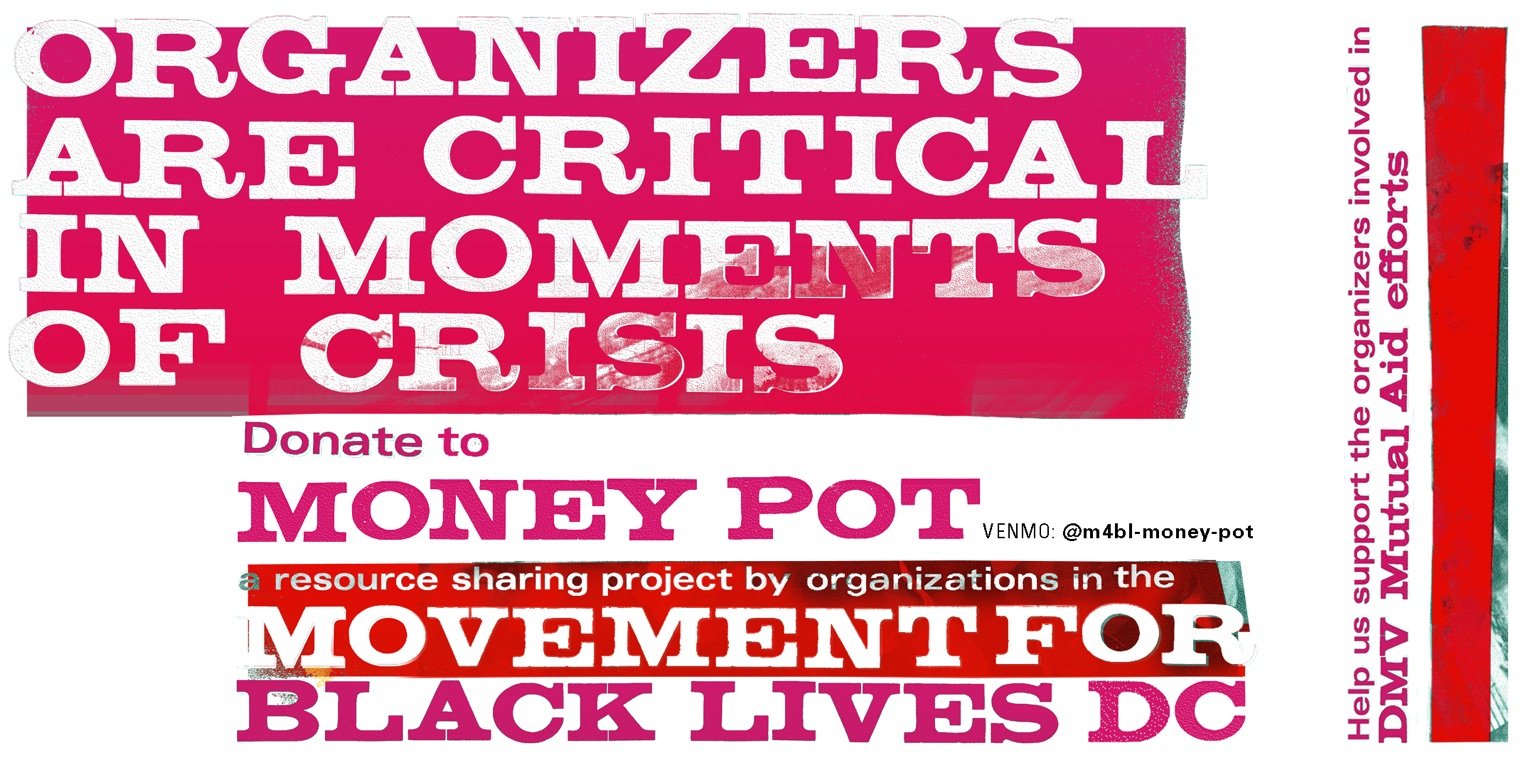 ORGANIZERS
ARE CRITICAL
IN MOMENTS
OF CRISIS
Donate to
MONEY POT
VENMO: @m4bl-money-pot
a resource sharing project by organizations in the
MOVEMENT FOR
BLACK LIVES DC
Help us support the organizers involved in
DMV Mutual Aid efforts